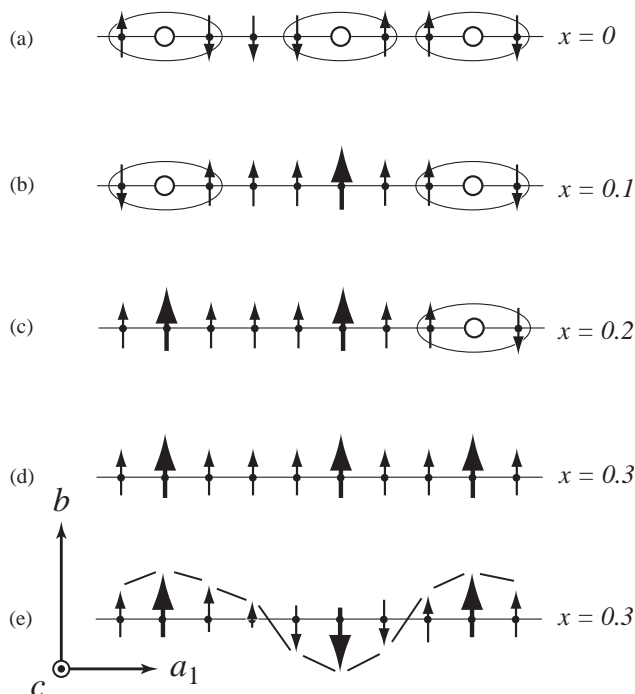 (a) x = 0
(b) x = 0.1
(c) x = 0.2
(d) x = 0.3
b
(e) x = 0.3
c a1